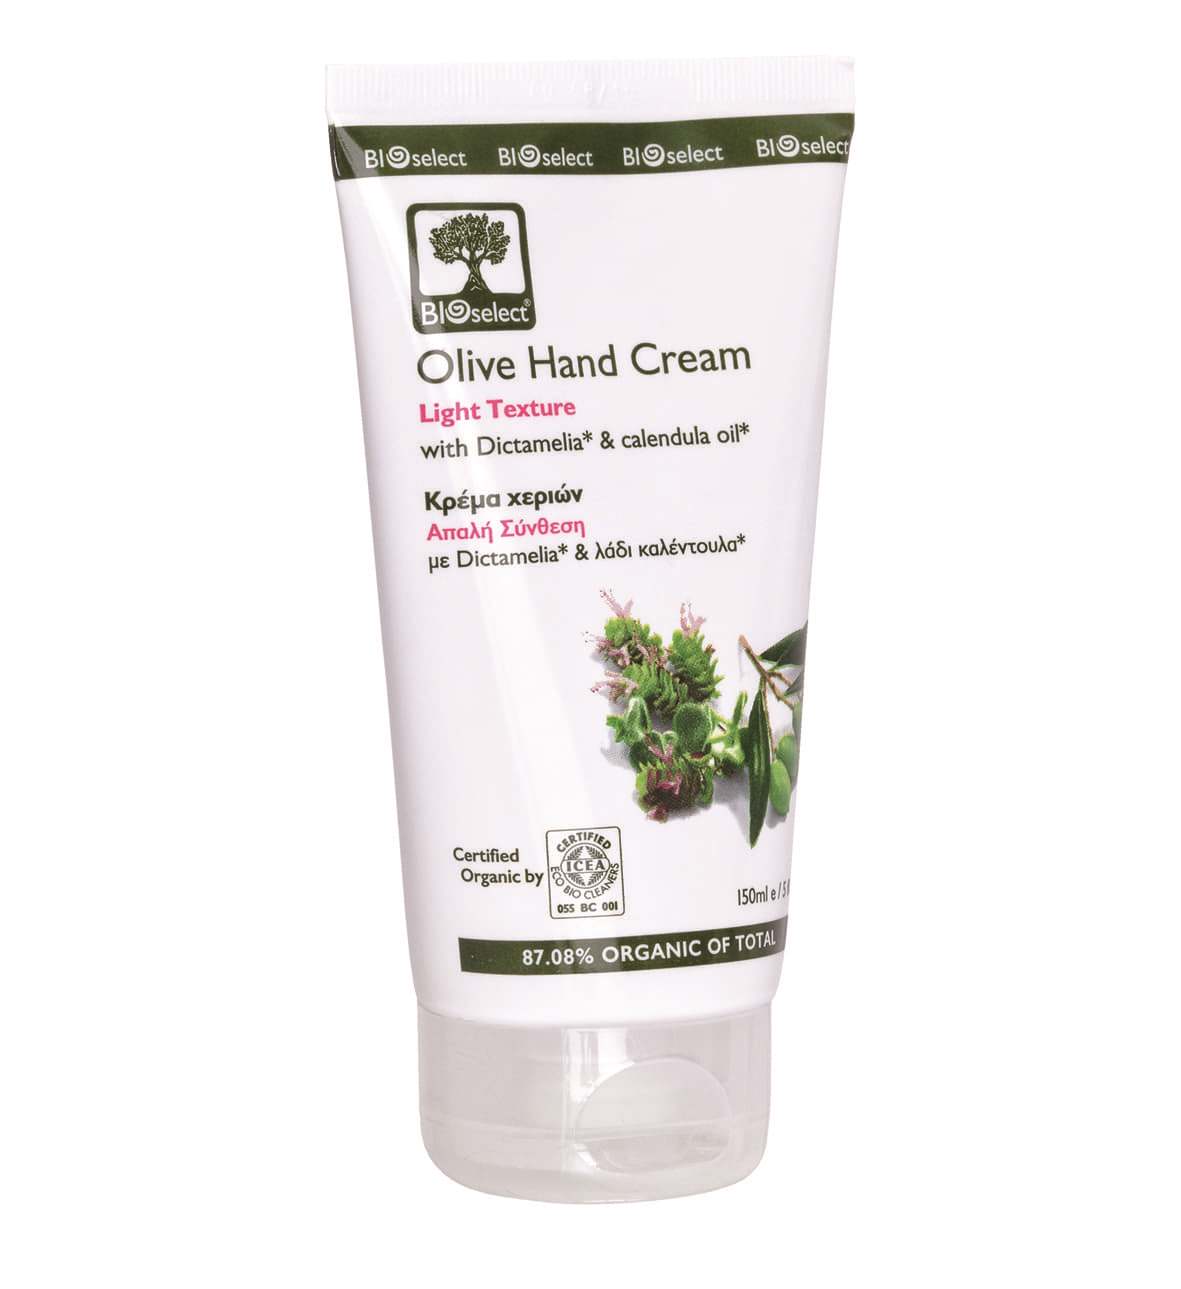 BIOselect BIOselect BIOselect BIOselect
BIOselect®
Olive Hand Cream
Light Texture
with Dictamelia* & calendula oil*
Κρέμα χεριών
Απαλή Σύνθεση
με Dictamelia* & λάδι καλέντουλα*
Certified
Organic by
CERTIFIED
ICEA
ECO BIO CLEANERS
055 BC 001
150ml e /
87.08% ORGANIC OF TOTAL